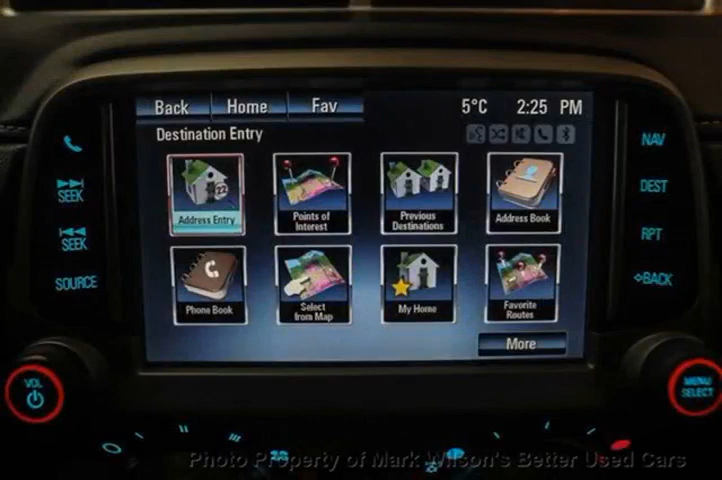 Back Home Fav 5°C 2:25 PM
Destination Entry
22
Address Entry
Points of
Interest
Previous
Destinations
Address Book
Phone Book
Select
from Map
My Home
Favorite
Routes
More
SEEK
SEEK
SOURCE
VOL
NAV
DEST
RPT
BACK
MENU
SELECT
Photo Property of Mark Wilson's Better Used Cars